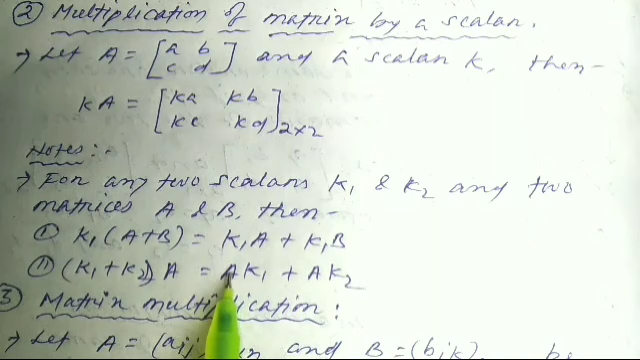 ② Multiplication of matrix by a scalar.
→ Let A = [a b
c d] and a scalar k, then-
kA = [ka kb
kc kd]2×2
Notes:-
→ For any two scalars k1 & k2 and two
matrices A & B, then-
① k1(A+B) = k1A + k1B
⑪ (k1+k2) A = Ak1 + Ak2
③ Matrix multiplication:
→ Let A = (aij and B = (bjk)